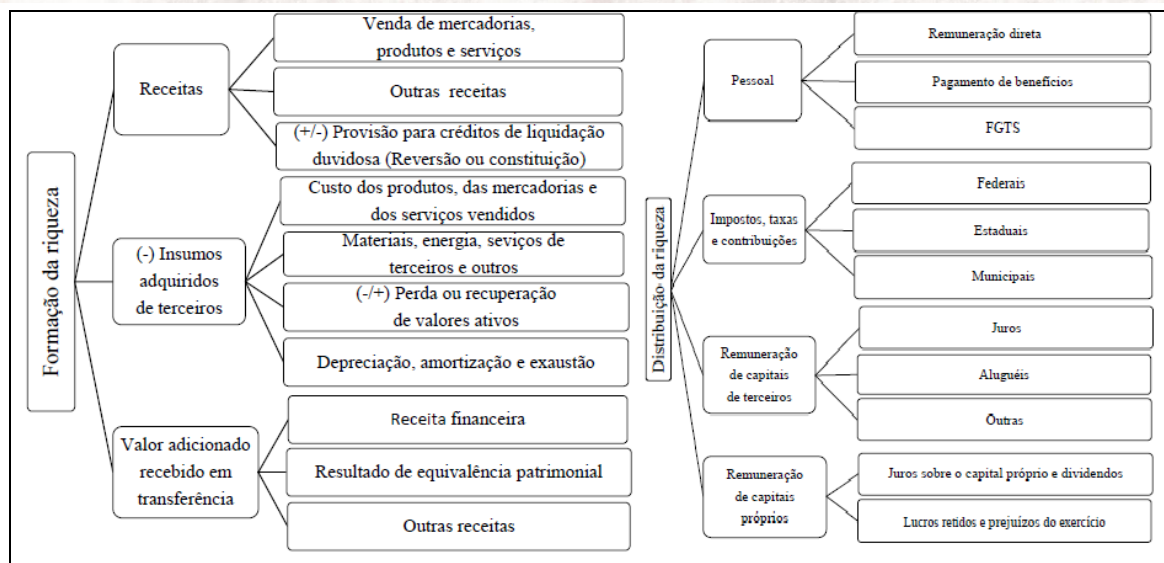 Formação da riqueza
Receitas
Venda de mercadorias,
produtos e serviços
Outras receitas
(+/-) Provisão para créditos de liquidação
duvidosa (Reversão ou constituição)
(-) Insumos
adquiridos
de terceiros
Custo dos produtos, das mercadorias e
dos serviços vendidos
Materiais, energia, seviços de
terceiros e outros
(-/+) Perda ou recuperação
de valores ativos
Depreciação, amortização e exaustão
Valor adicionado
recebido em
transferência
Receita financeira
Resultado de equivalência patrimonial
Outras receitas
Distribuição da riqueza
Pessoal
Remuneração direta
Pagamento de benefícios
FGTS
Impostos, taxas
e contribuições
Federais
Estaduais
Municipais
Remuneração
de capitais
de terceiros
Juros
Aluguéis
Outras
Remuneração
de capitais
próprios
Juros sobre o capital próprio e dividendos
Lucros retidos e prejuízos do exercício